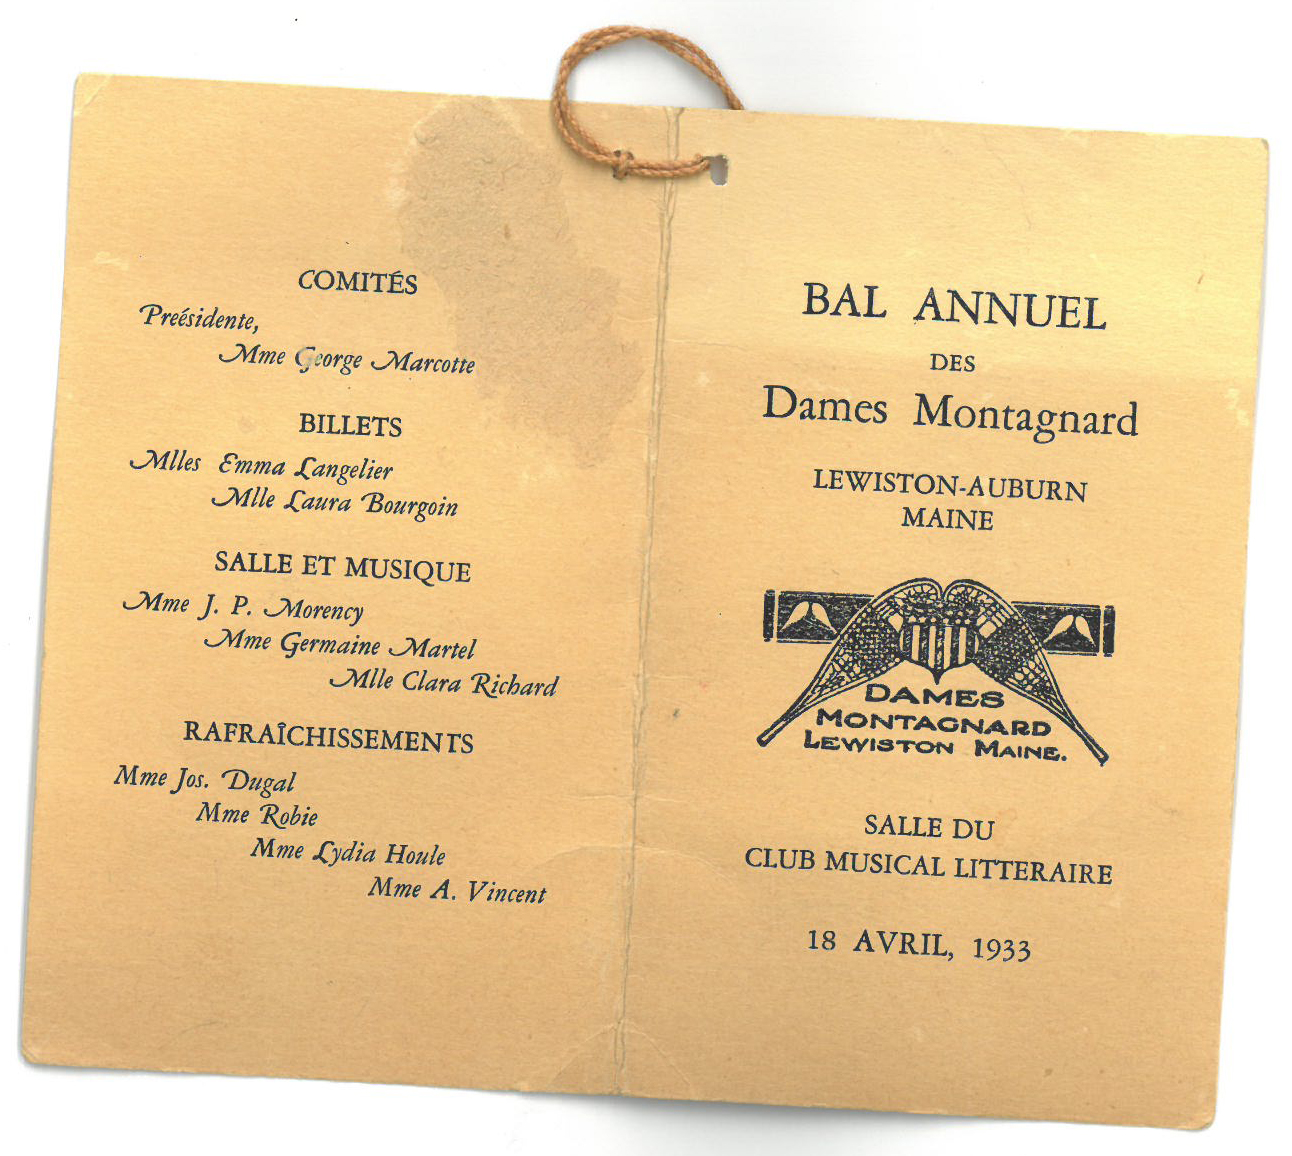 COMITÉS
Preésidente,
Mme George Marcotte
BILLETS
Mlles Emma Langelier
Mlle Laura Bourgoin
SALLE ET MUSIQUE
Mme J. P. Morency
Mme Germaine Martel
Mlle Clara Richard
RAFRAÎCHISSEMENTS
Mme Jos. Dugal
Mme Robie
Mme Lydia Houle
Mme A. Vincent
BAL ANNUEL
DES
Dames Montagnard
LEWISTON-AUBURN
MAINE
DAMES
MONTAGNARD
LEWISTON MAINE.
SALLE DU
CLUB MUSICAL LITTERAIRE
18 AVRIL, 1933